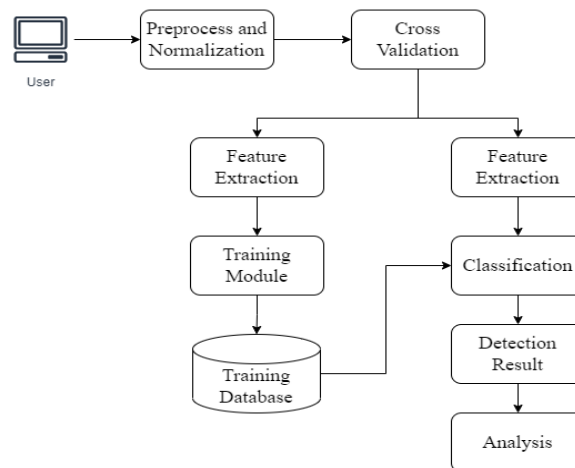 Preprocess and
Normalization
Cross
Validation
User
Feature
Extraction
Feature
Extraction
Training
Module
Classification
Training
Database
Detection
Result
Analysis